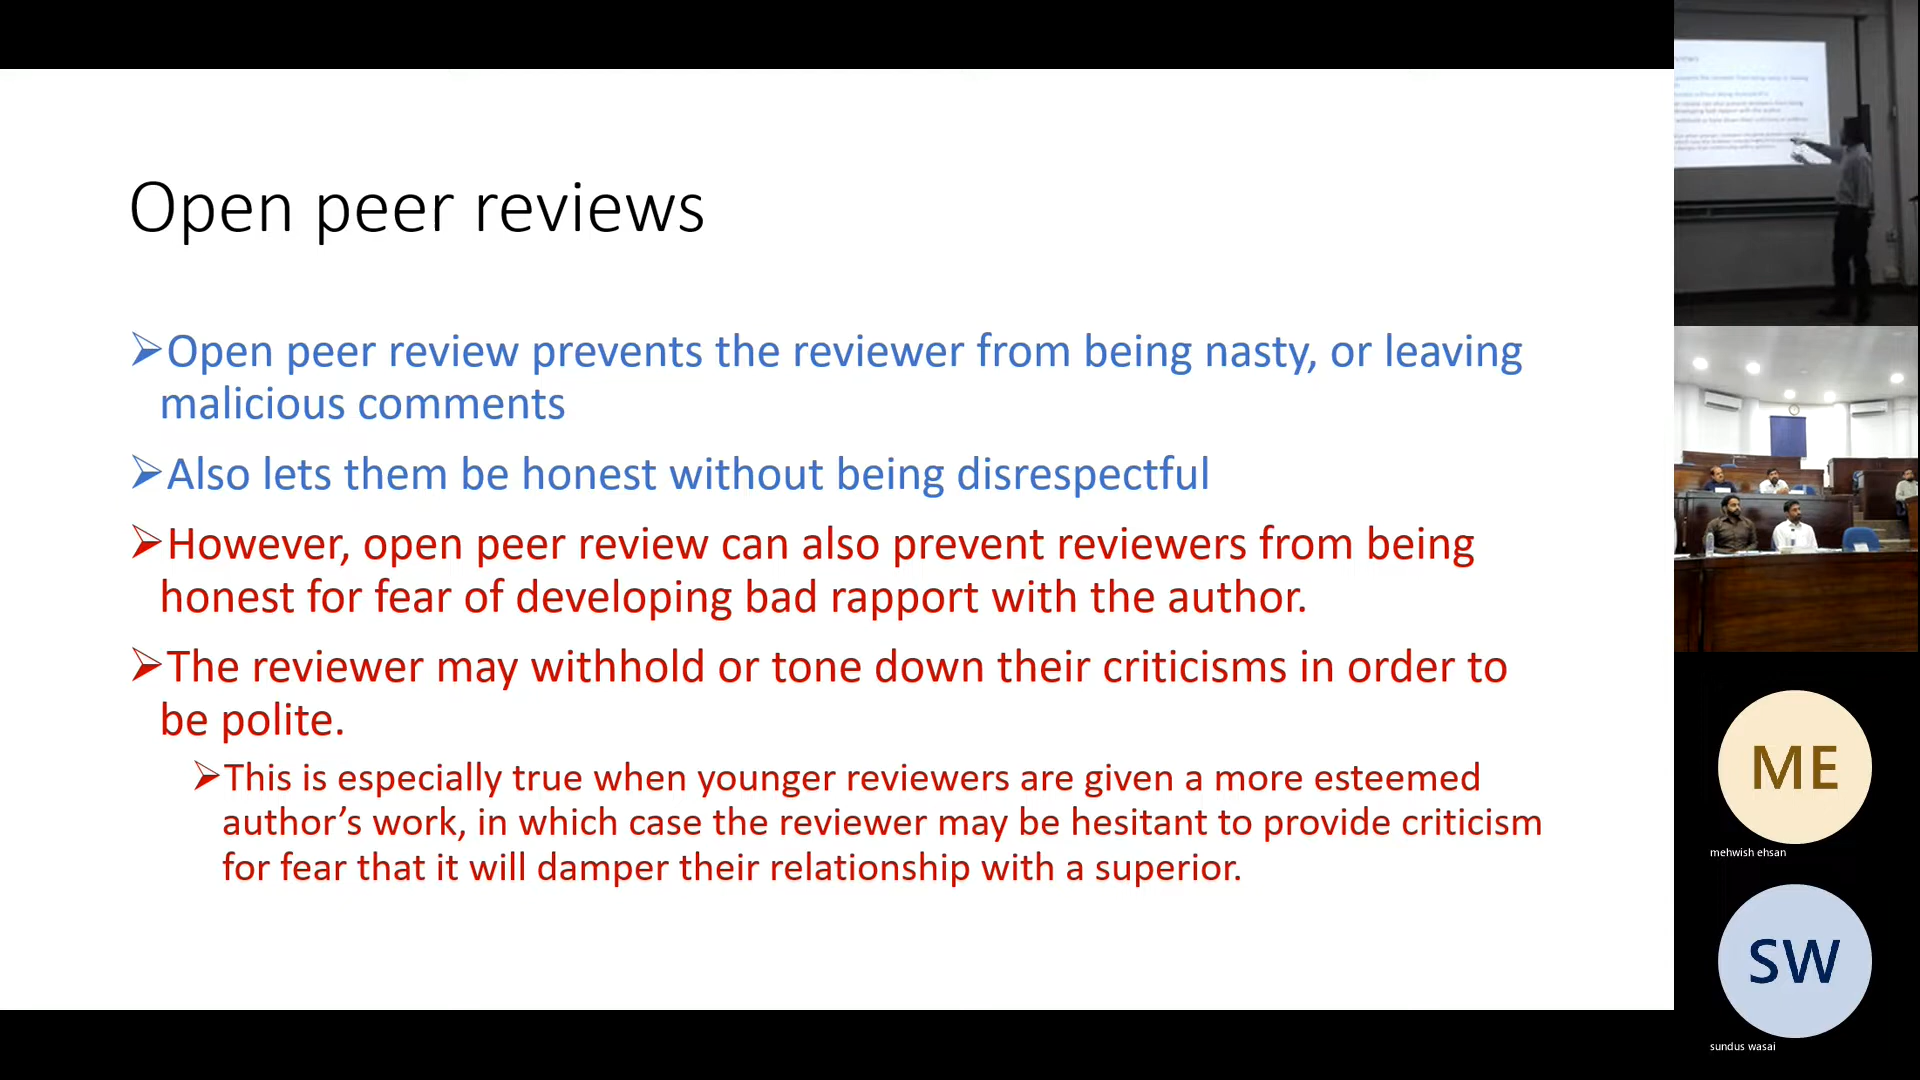 Open peer reviews
➢Open peer review prevents the reviewer from being nasty, or leaving
malicious comments
➢Also lets them be honest without being disrespectful
➢However, open peer review can also prevent reviewers from being
honest for fear of developing bad rapport with the author.
➢The reviewer may withhold or tone down their criticisms in order to
be polite.
➢This is especially true when younger reviewers are given a more esteemed
author’s work, in which case the reviewer may be hesitant to provide criticism
for fear that it will damper their relationship with a superior.
ME
mehwish ehsan
SW
sundus wasai